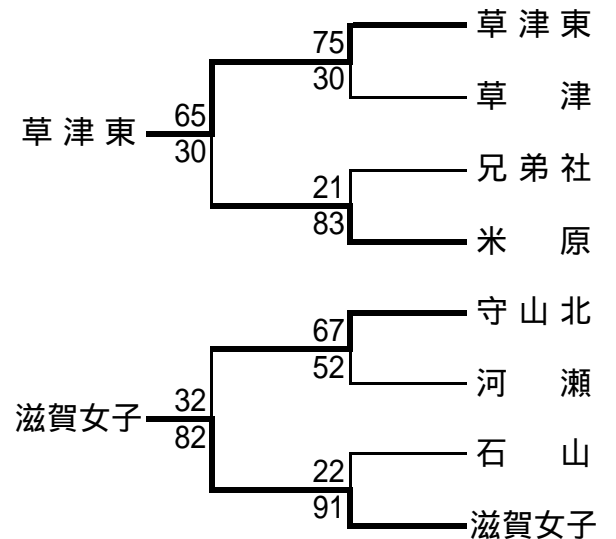 草津東
75
30
草津
65
草津東
30
兄弟社
21
83
米原
守山北
67
52
河瀬
32
滋賀女子
82
石山
22
91
滋賀女子